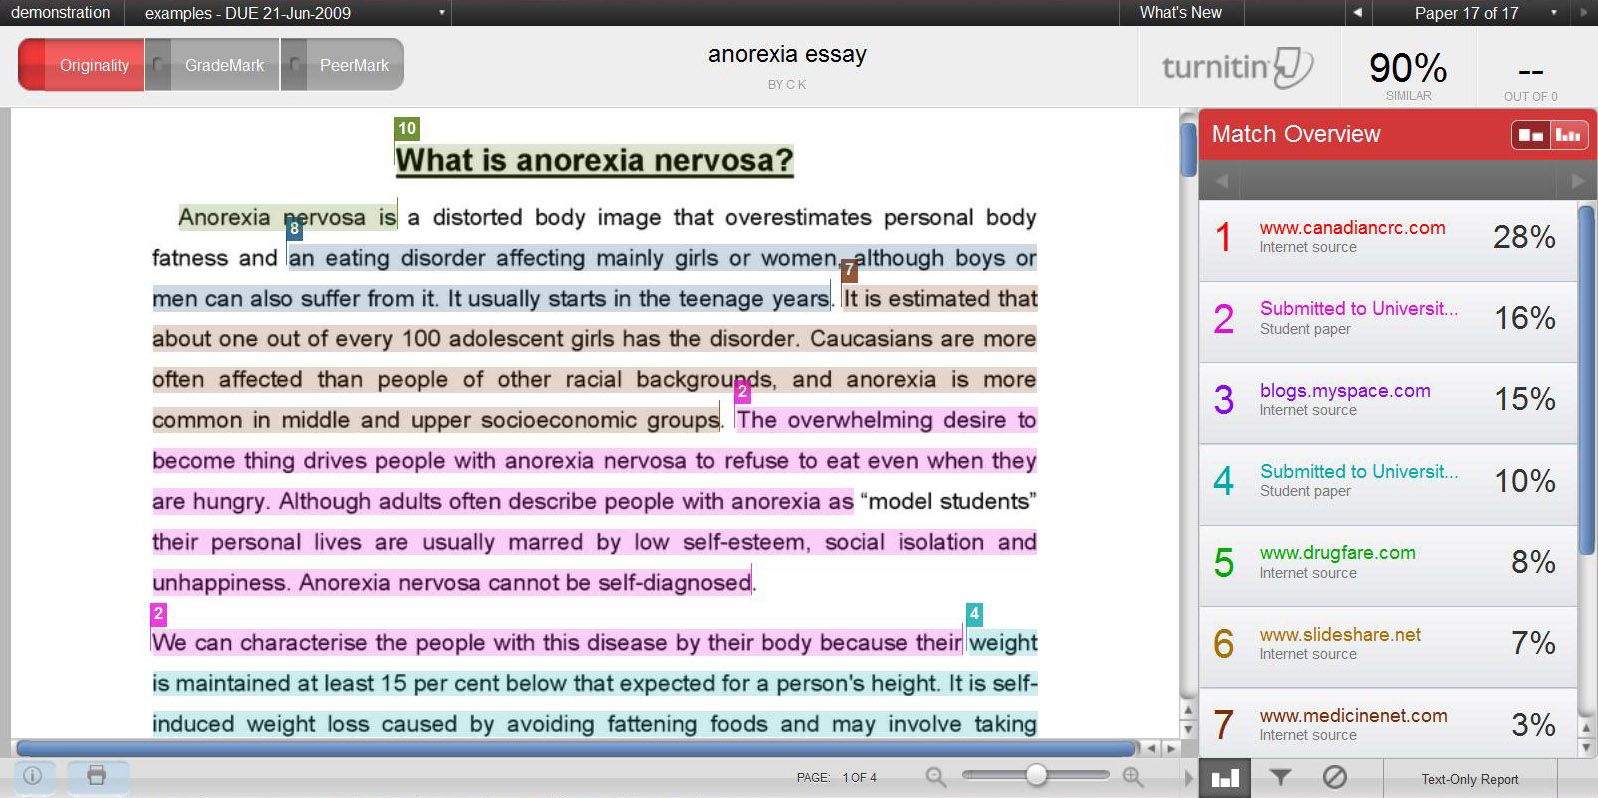 demonstration
examples - DUE 21-Jun-2009
What's New
Paper 17 of 17
Originality
GradeMark
PeerMark
anorexia essay
BY C K
turnitin
90%
SIMILAR
--
OUT OF 0
10
What is anorexia nervosa?
Anorexia nervosa is a distorted body image that overestimates personal body
8
fatness and an eating disorder affecting mainly girls or women, although boys or
7
men can also suffer from it. It usually starts in the teenage years. It is estimated that
about one out of every 100 adolescent girls has the disorder. Caucasians are more
often affected than people of other racial backgrounds, and anorexia is more
2
common in middle and upper socioeconomic groups. The overwhelming desire to
become thing drives people with anorexia nervosa to refuse to eat even when they
are hungry. Although adults often describe people with anorexia as “model students”
their personal lives are usually marred by low self-esteem, social isolation and
unhappiness. Anorexia nervosa cannot be self-diagnosed.
2
4
We can characterise the people with this disease by their body because their weight
is maintained at least 15 per cent below that expected for a person's height. It is self-
induced weight loss caused by avoiding fattening foods and may involve taking
PAGE: 1 OF 4
Match Overview
1 www.canadiancrc.com 28%
Internet source
2 Submitted to Universit... 16%
Student paper
3 blogs.myspace.com 15%
Internet source
4 Submitted to Universit... 10%
Student paper
5 www.drugfare.com 8%
Internet source
6 www.slideshare.net 7%
Internet source
7 www.medicinenet.com 3%
Internet source
Text-Only Report